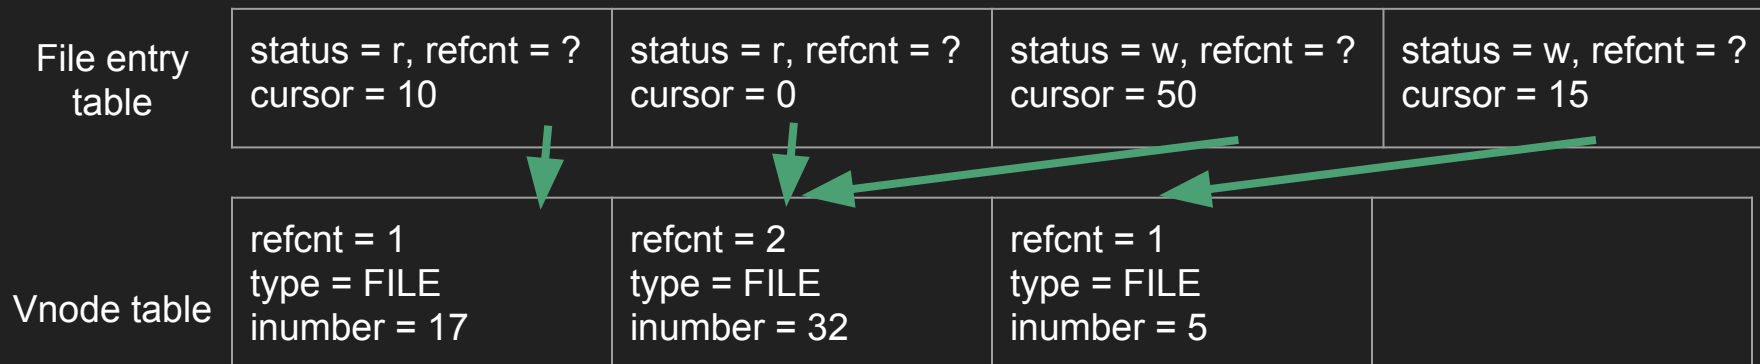 File entry
table
status = r, refcnt = ?
cursor = 10
status = r, refcnt = ?
cursor = 0
status = w, refcnt = ?
cursor = 50
status = w, refcnt = ?
cursor = 15
Vnode table
refcnt = 1
type = FILE
inumber = 17
refcnt = 2
type = FILE
inumber = 32
refcnt = 1
type = FILE
inumber = 5